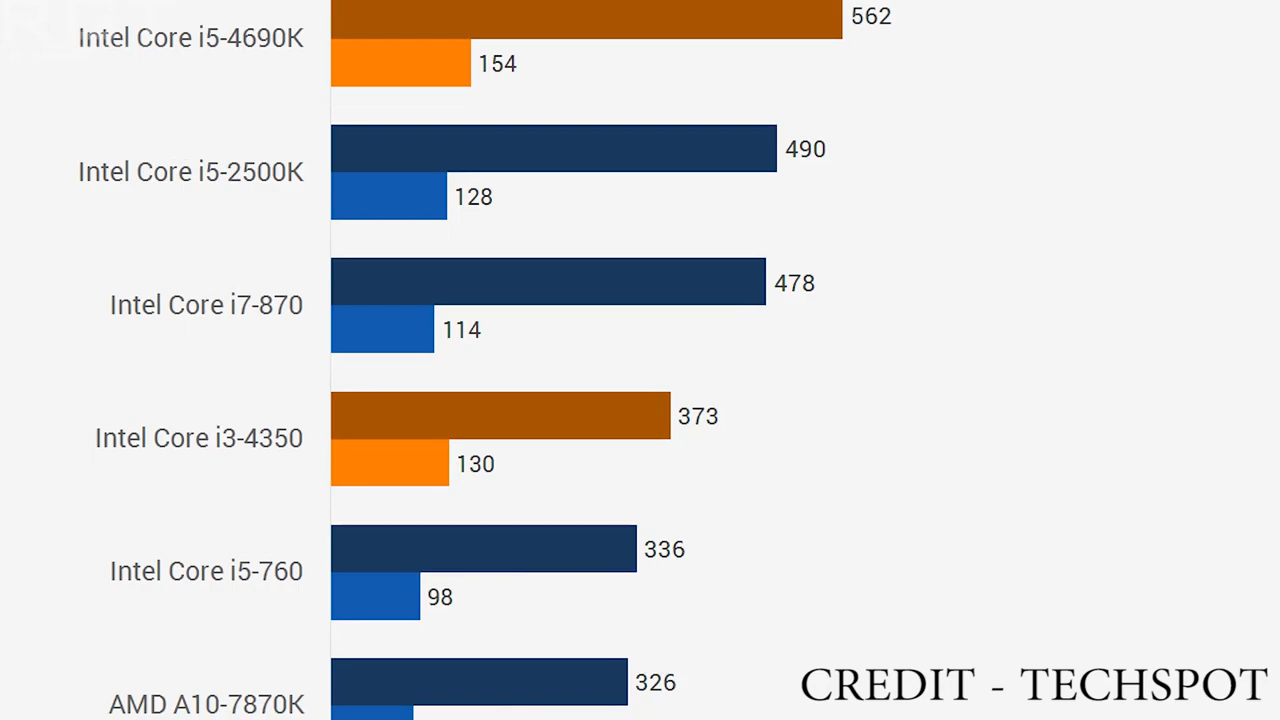 562
Intel Core i5-4690K
154
490
Intel Core i5-2500K
128
478
Intel Core i7-870
114
373
Intel Core i3-4350
130
336
Intel Core i5-760
98
326
AMD A10-7870K
CREDIT - TECHSPOT